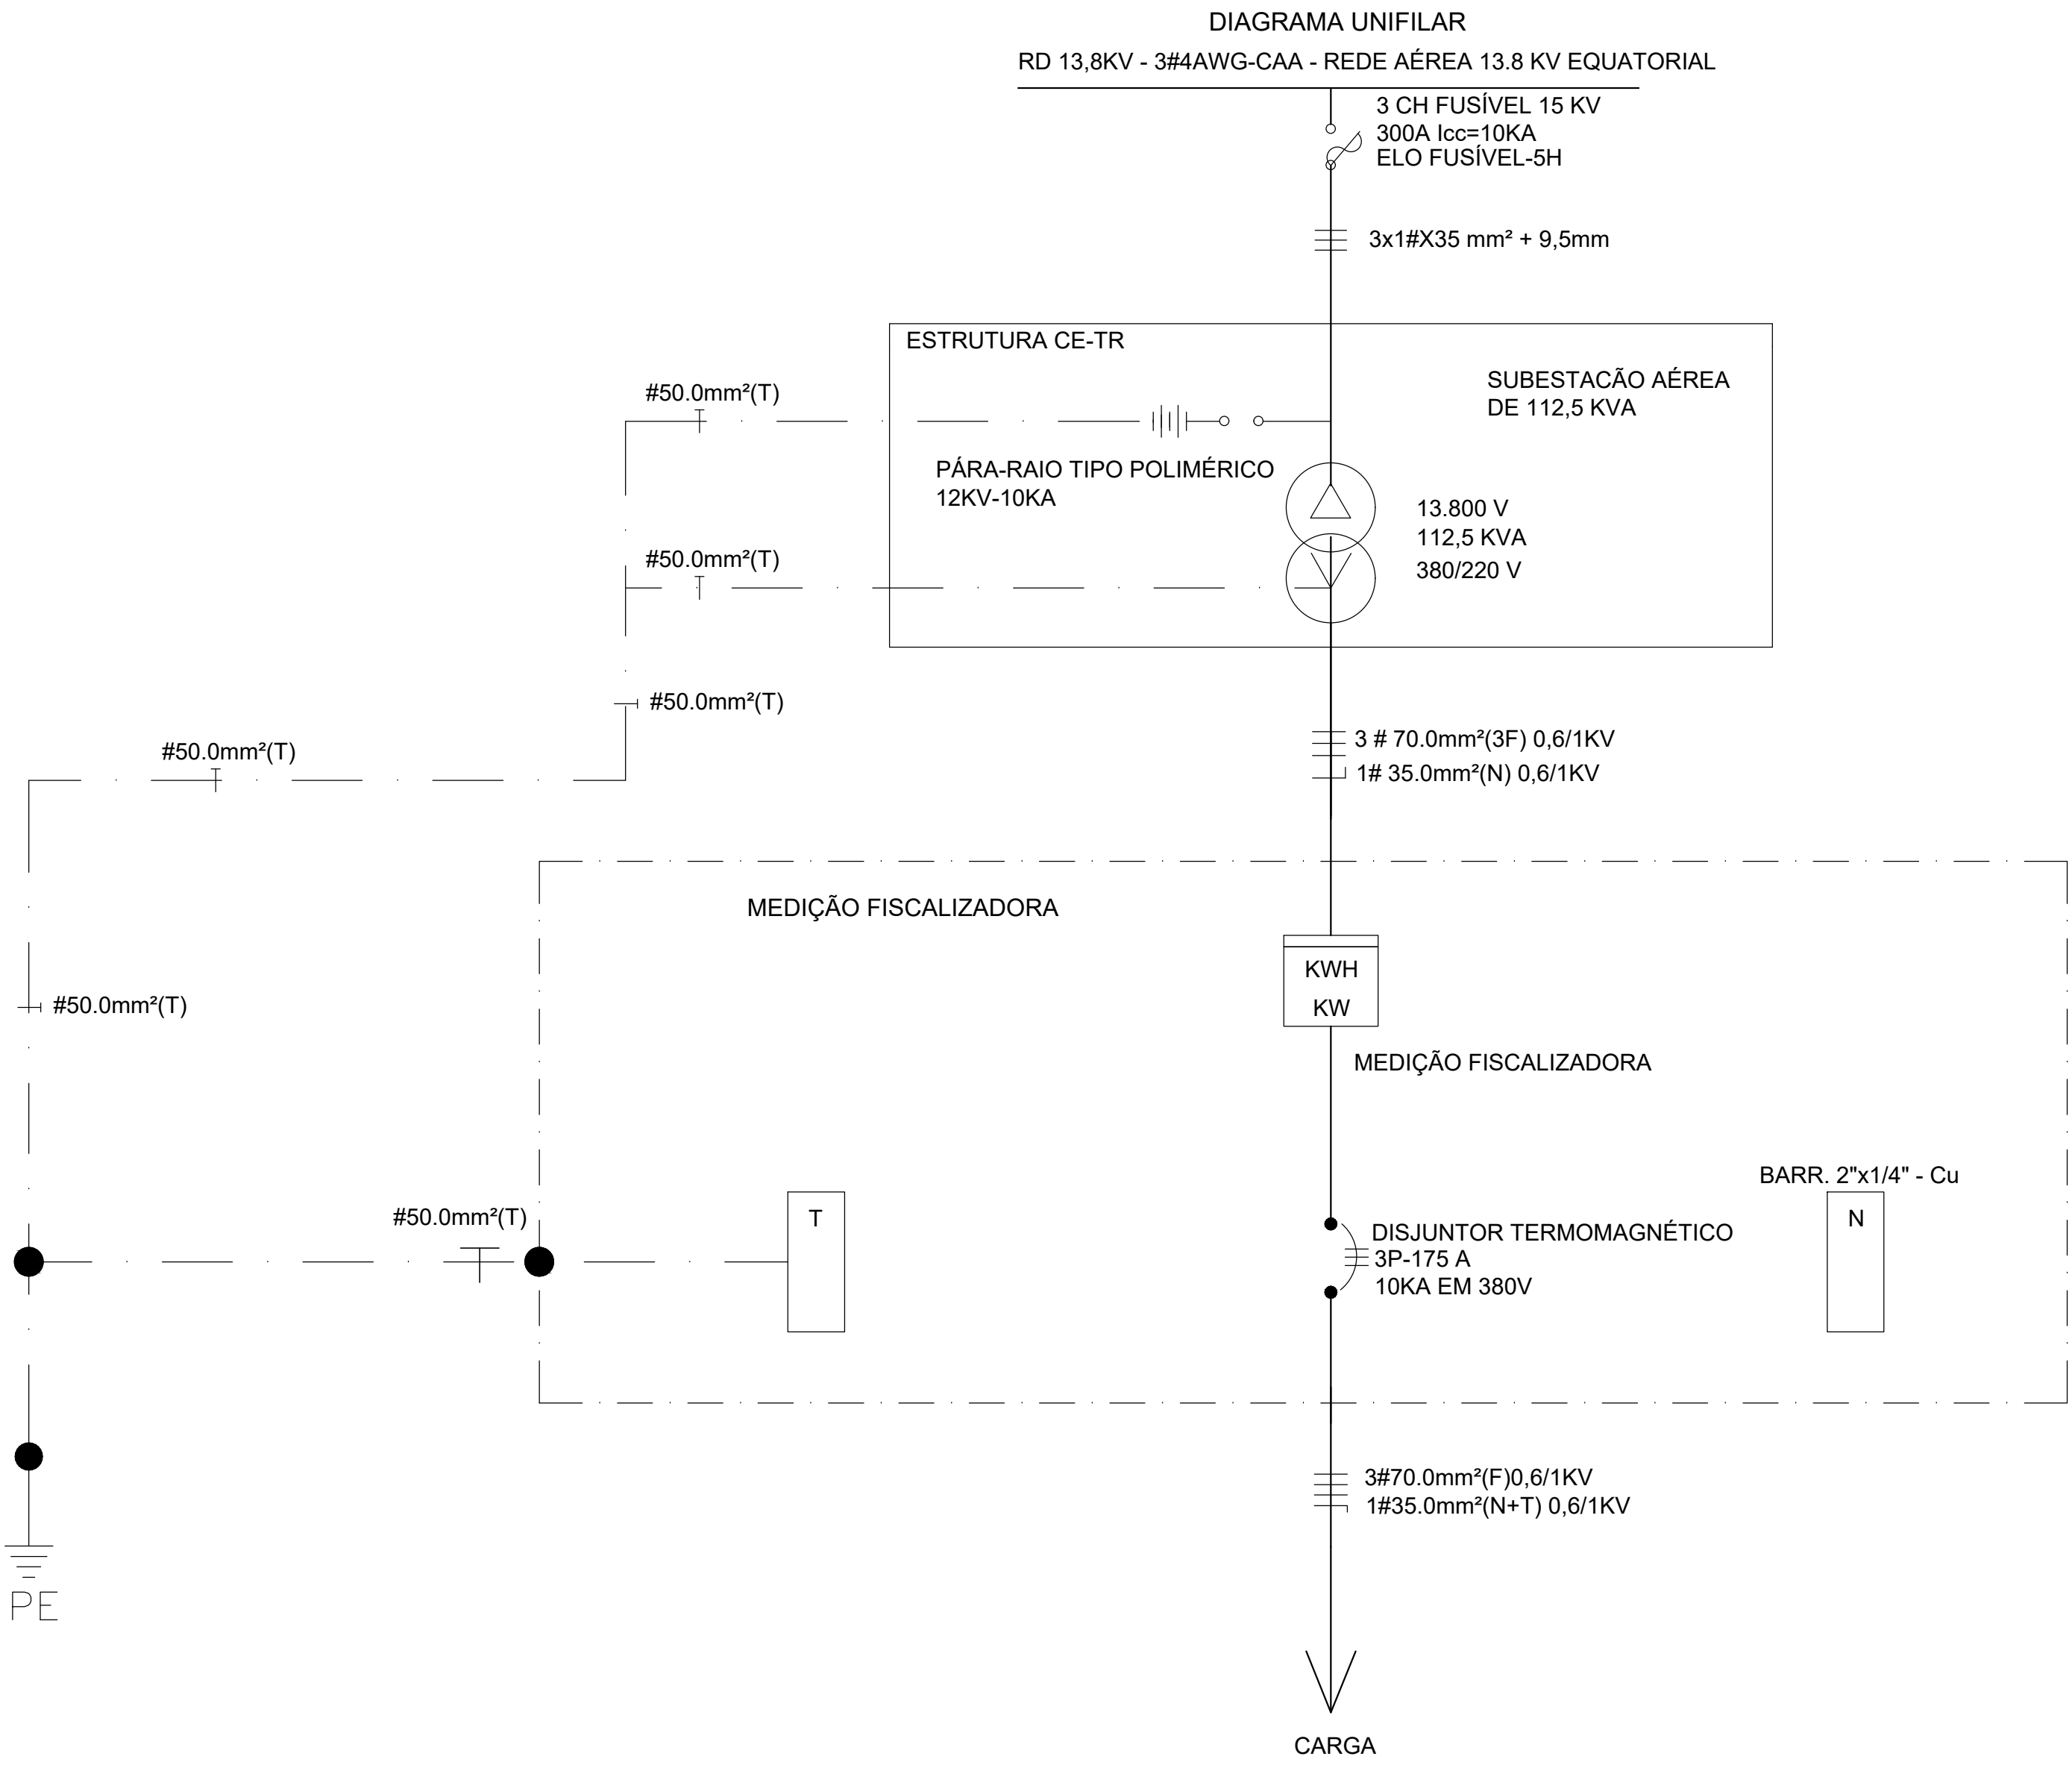 DIAGRAMA UNIFILAR
RD 13,8KV - 3#4AWG-CAA - REDE AÉREA 13.8 KV EQUATORIAL
3 CH FUSÍVEL 15 KV
300A Icc=10KA
ELO FUSÍVEL-5H
3x1#X35 mm² + 9,5mm
ESTRUTURA CE-TR
SUBESTACÃO AÉREA
DE 112,5 KVA
#50.0mm²(T)
PÁRA-RAIO TIPO POLIMÉRICO
12KV-10KA
13.800 V
112,5 KVA
380/220 V
#50.0mm²(T)
#50.0mm²(T)
#50.0mm²(T)
3 # 70.0mm²(3F) 0,6/1KV
1# 35.0mm²(N) 0,6/1KV
MEDIÇÃO FISCALIZADORA
KWH
KW
#50.0mm²(T)
MEDIÇÃO FISCALIZADORA
BARR. 2"x1/4" - Cu
#50.0mm²(T)
T
N
DISJUNTOR TERMOMAGNÉTICO
3P-175 A
10KA EM 380V
3#70.0mm²(F)0,6/1KV
1#35.0mm²(N+T) 0,6/1KV
PE
CARGA